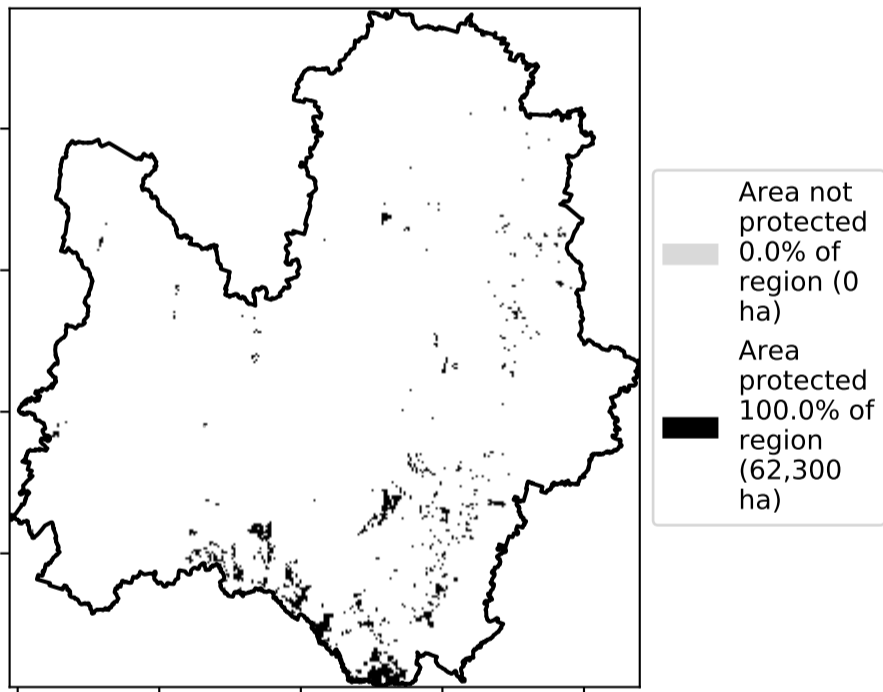 Area not
protected
0.0% of
region (0
ha)
Area
protected
100.0% of
region
(62,300
ha)